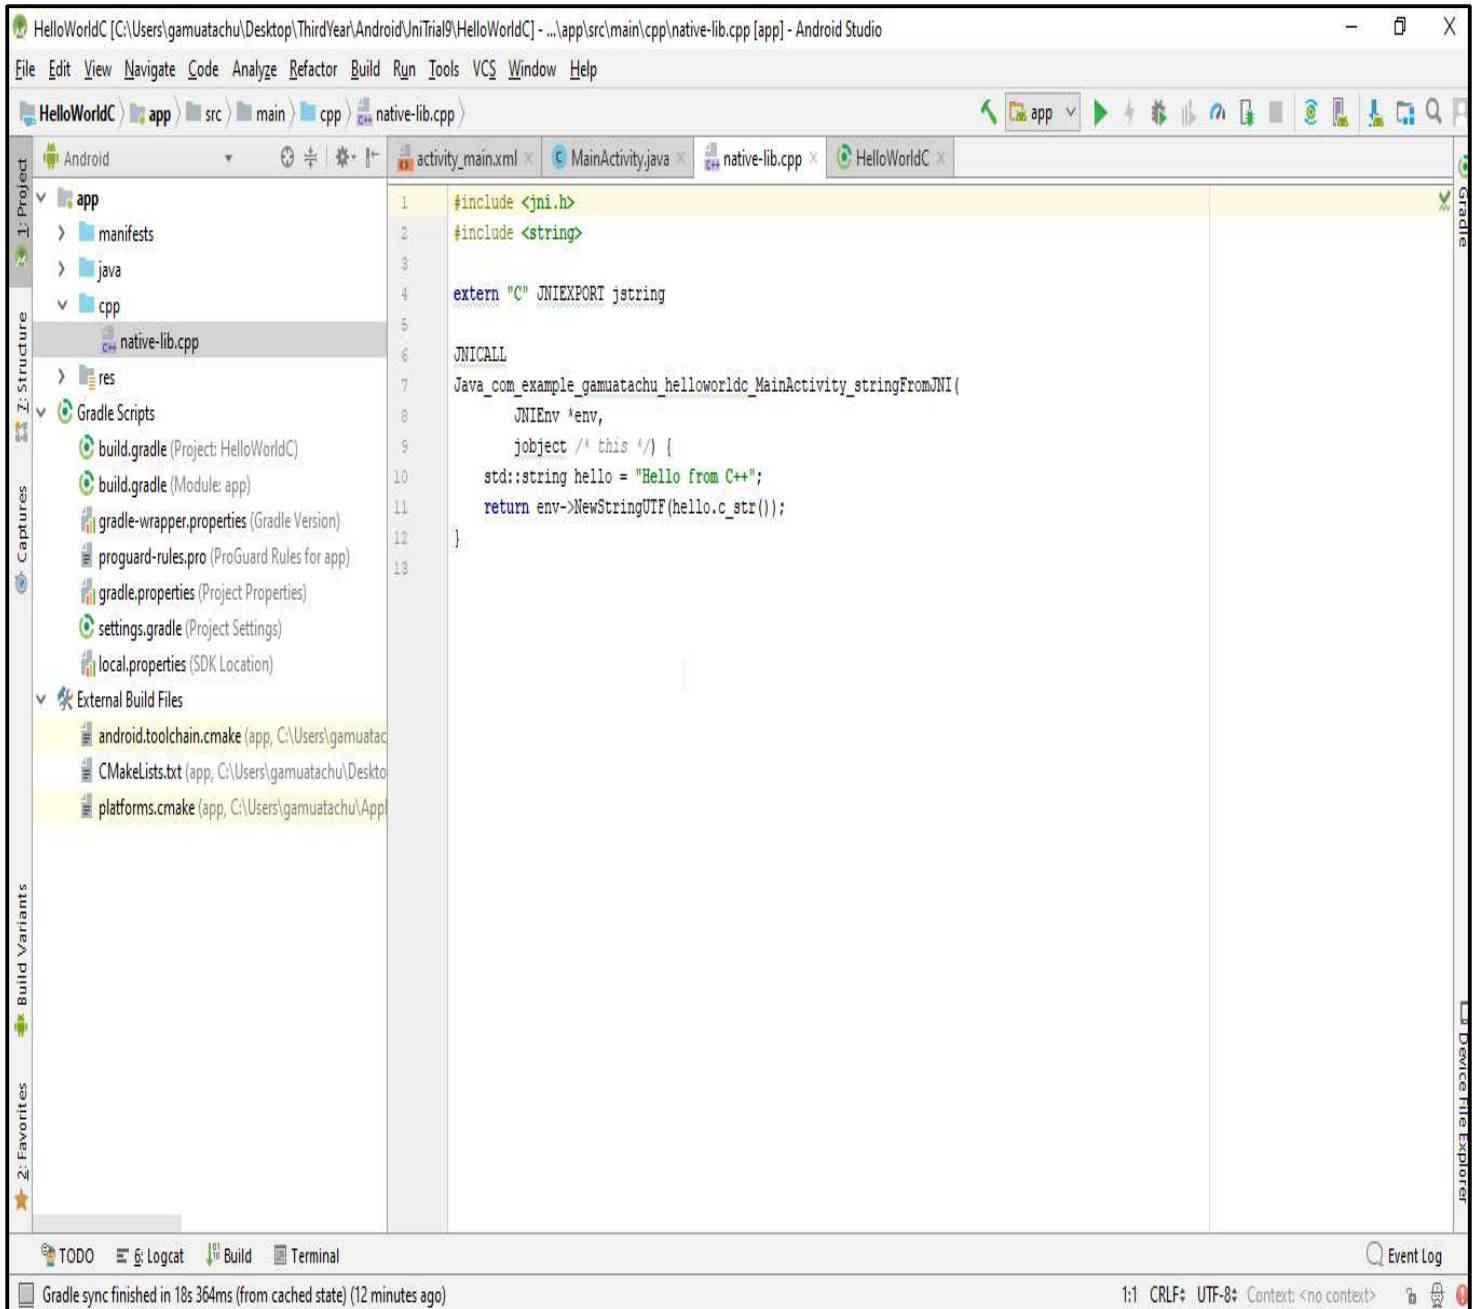 HelloWorldC [C:\Users\gamuatachu\Desktop\ThirdYear\Android\JniTrial9\HelloWorldC] - ...\app\src\main\cpp\native-lib.cpp [app] - Android Studio
File Edit View Navigate Code Analyze Refactor Build Run Tools VCS Window Help
HelloWorldC app src main cpp native-lib.cpp
app
Android
activity_main.xml MainActivity.java native-lib.cpp HelloWorldC
1: Project
7: Structure
Captures
Build Variants
2: Favorites
app
manifests
java
cpp
native-lib.cpp
res
Gradle Scripts
build.gradle (Project: HelloWorldC)
build.gradle (Module: app)
gradle-wrapper.properties (Gradle Version)
proguard-rules.pro (ProGuard Rules for app)
gradle.properties (Project Properties)
settings.gradle (Project Settings)
local.properties (SDK Location)
External Build Files
android.toolchain.cmake (app, C:\Users\gamuatac
CMakeLists.txt (app, C:\Users\gamuatachu\Deskto
platforms.cmake (app, C:\Users\gamuatachu\Appl
1 #include <jni.h>
2 #include <string>
3
4 extern "C" JNIEXPORT jstring
5
6 JNICALL
7 Java_com_example_gamuatachu_helloworldc_MainActivity_stringFromJNI(
8 JNIEnv *env,
9 jobject /* this */) {
10 std::string hello = "Hello from C++";
11 return env->NewStringUTF(hello.c_str());
12 }
13
Gradle
Device File Explorer
TODO 6: Logcat Build Terminal
Event Log
Gradle sync finished in 18s 364ms (from cached state) (12 minutes ago)
1:1 CRLF UTF-8 Context: <no context>